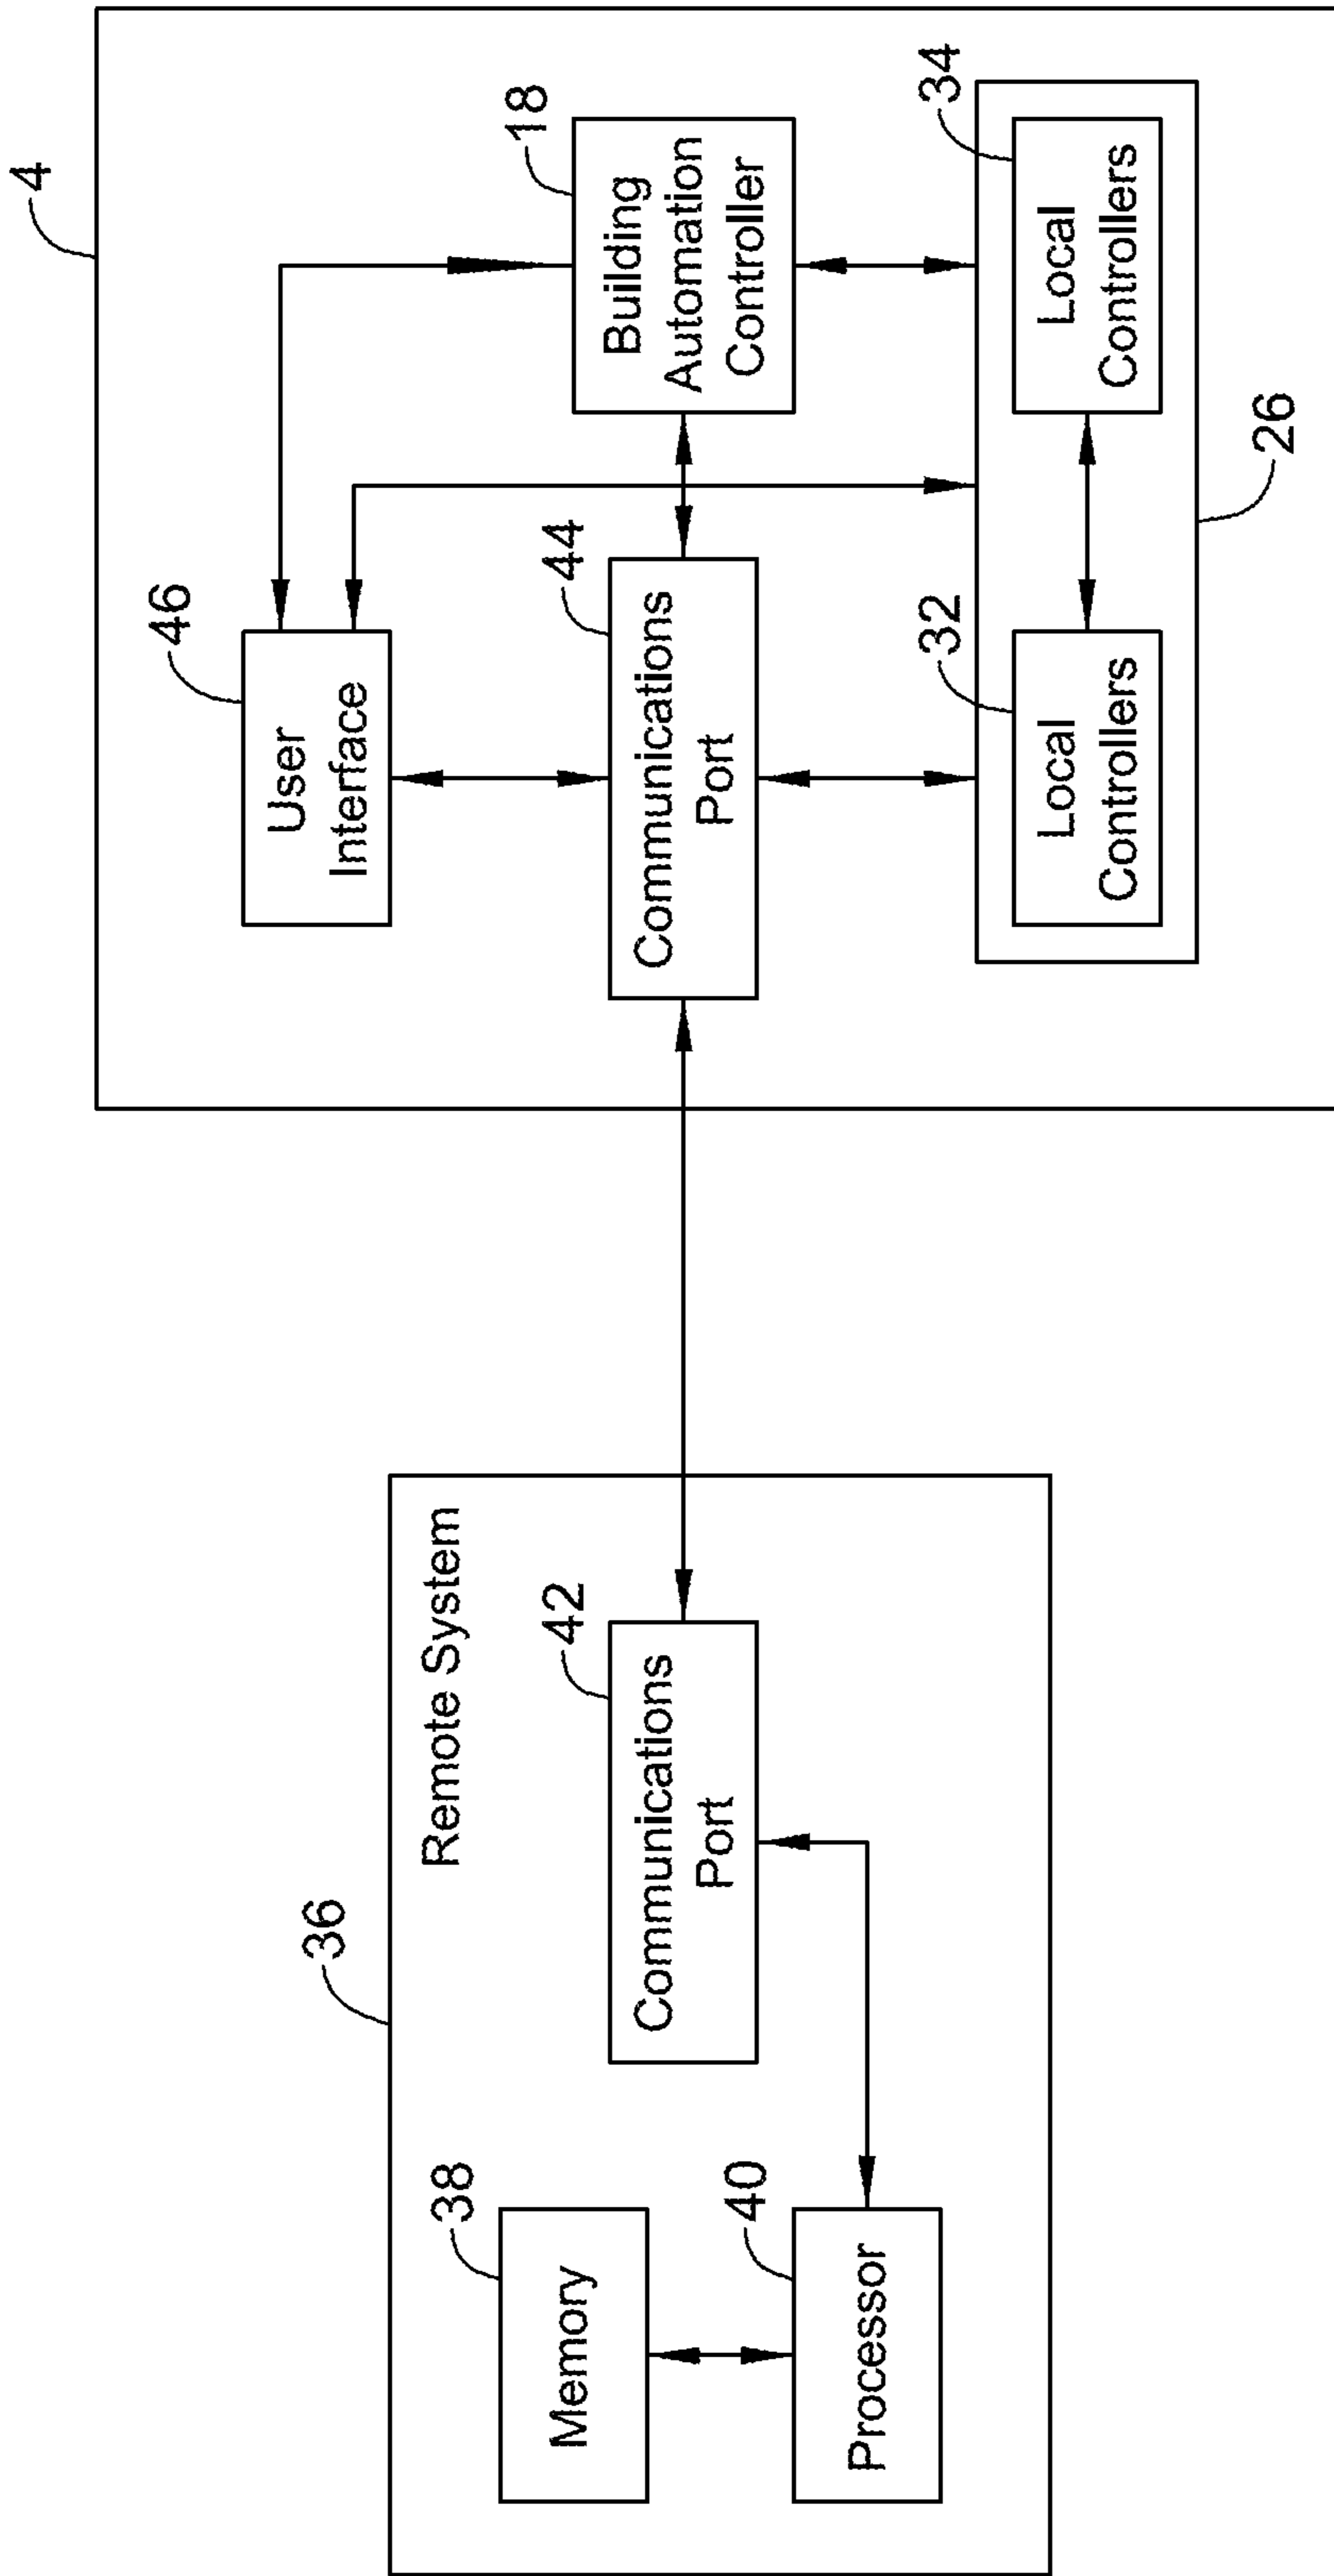 36
Remote System
38
Memory
40
Processor
42
Communications
Port
4
46
User
Interface
44
Communications
Port
18
Building
Automation
Controller
32
Local
Controllers
34
Local
Controllers
26